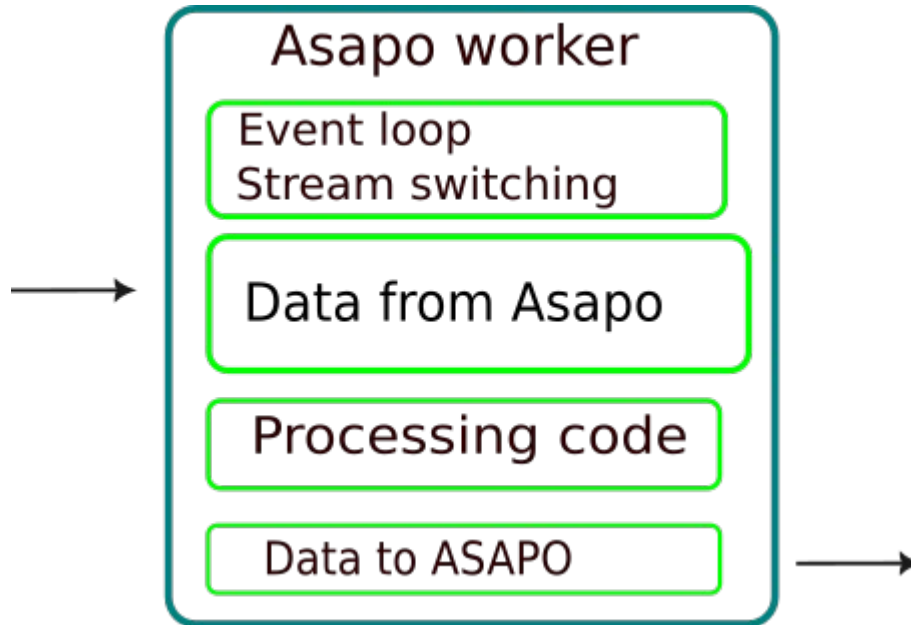 Asapo worker
Event loop
Stream switching
Data from Asapo
Processing code
Data to ASAPO